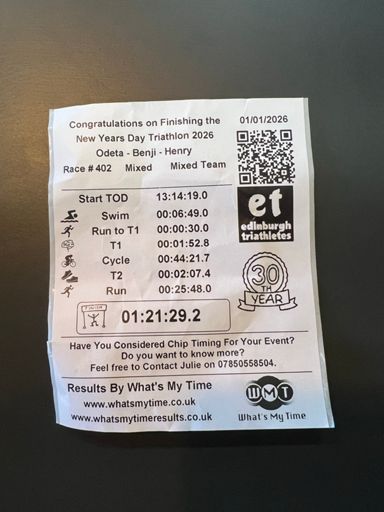 Congratulations on Finishing the
New Years Day Triathlon 2026
Odeta - Benji - Henry
Race # 402 Mixed Mixed Team
01/01/2026
Start TOD 13:14:19.0
Swim 00:06:49.0
Run to T1 00:00:30.0
T1 00:01:52.8
Cycle 00:44:21.7
T2 00:02:07.4
Run 00:25:48.0
et
edinburgh
triathletes
30
TH
YEAR
FINISH
01:21:29.2
Have You Considered Chip Timing For Your Event?
Do you want to know more?
Feel free to Contact Julie on 07850558504.
Results By What's My Time
www.whatsmytime.co.uk
www.whatsmytimeresults.co.uk
WMT
What's My Time